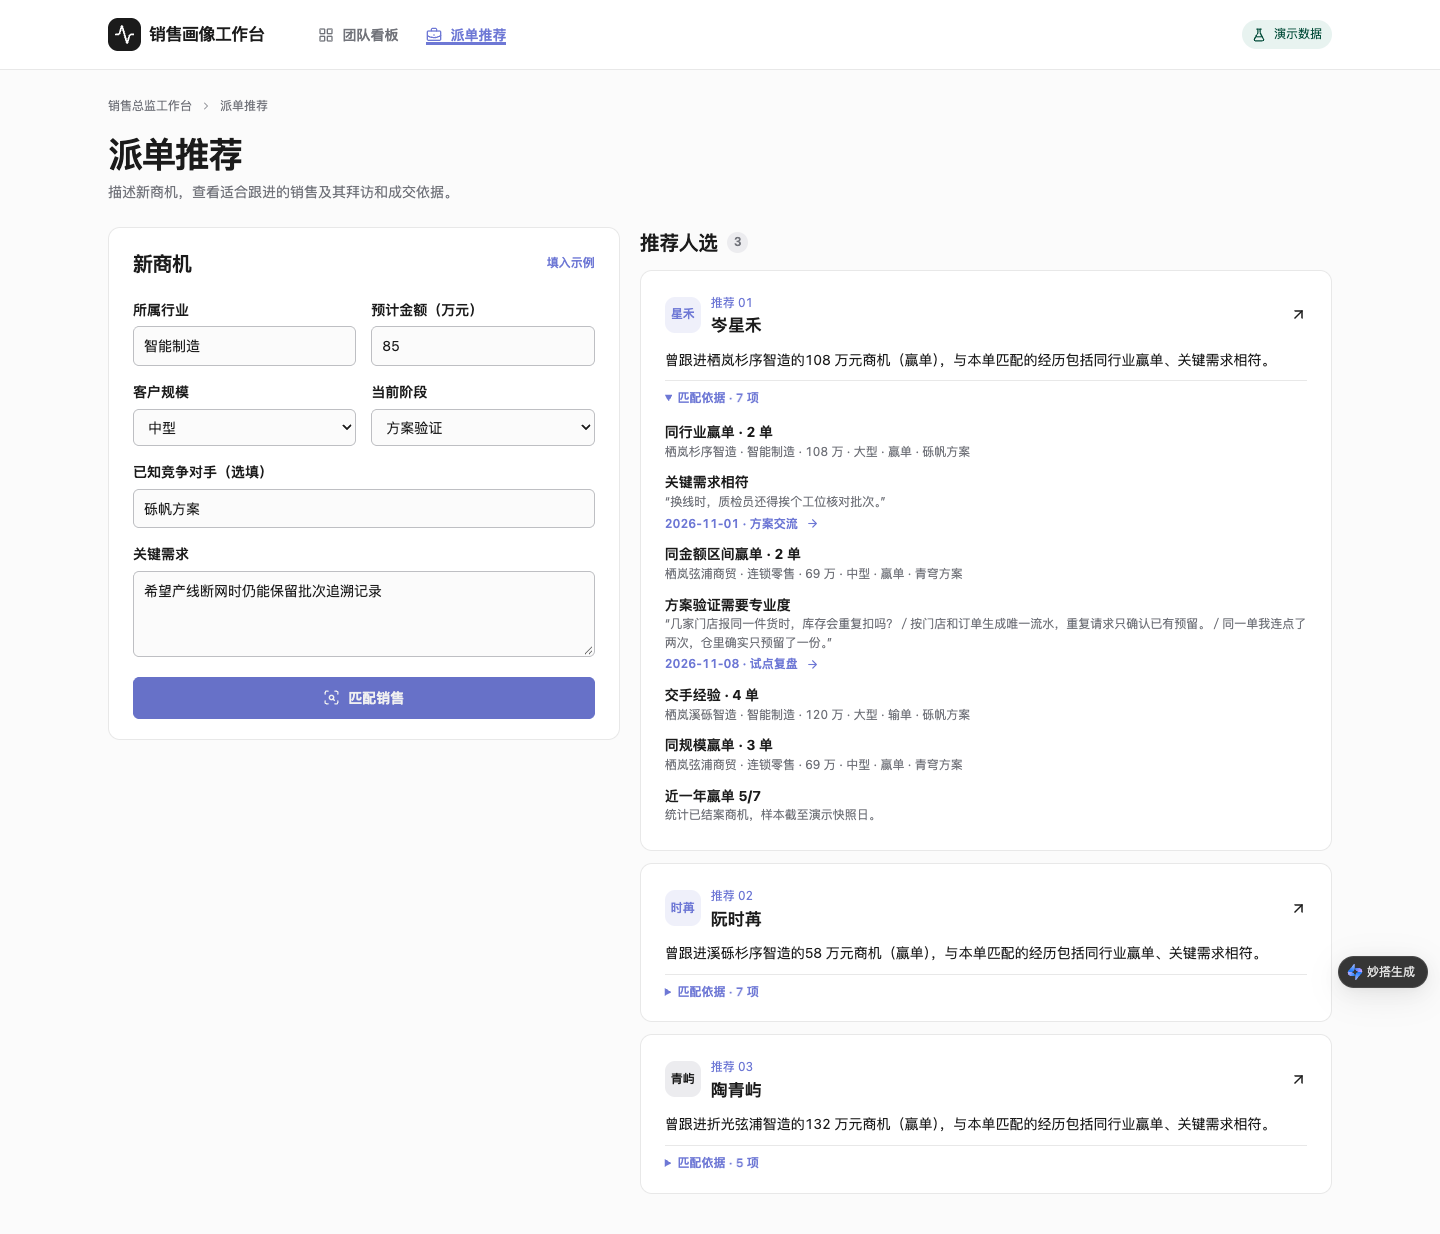 销售画像工作台
团队看板
派单推荐
演示数据
销售总监工作台 > 派单推荐
派单推荐
描述新商机，查看适合跟进的销售及其拜访和成交依据。
新商机
填入示例
所属行业
预计金额（万元）
智能制造
85
客户规模
当前阶段
中型
方案验证
已知竞争对手（选填）
砾帆方案
关键需求
希望产线断网时仍能保留批次追溯记录
匹配销售
推荐人选 3
星禾
推荐 01
岑星禾
曾跟进栖岚杉序智造的108 万元商机（赢单），与本单匹配的经历包括同行业赢单、关键需求相符。
匹配依据 · 7 项
同行业赢单 · 2 单
栖岚杉序智造 · 智能制造 · 108 万 · 大型 · 赢单 · 砾帆方案
关键需求相符
“换线时，质检员还得挨个工位核对批次。”
2026-11-01 · 方案交流 →
同金额区间赢单 · 2 单
栖岚弦浦商贸 · 连锁零售 · 69 万 · 中型 · 赢单 · 青穹方案
方案验证需要专业度
“几家门店报同一件货时，库存会重复扣吗？ / 按门店和订单生成唯一流水，重复请求只确认已有预留。 / 同一单我连点了
两次，仓里确实只预留了一份。”
2026-11-08 · 试点复盘 →
交手经验 · 4 单
栖岚溪砾智造 · 智能制造 · 120 万 · 大型 · 输单 · 砾帆方案
同规模赢单 · 3 单
栖岚弦浦商贸 · 连锁零售 · 69 万 · 中型 · 赢单 · 青穹方案
近一年赢单 5/7
统计已结案商机，样本截至演示快照日。
时苒
推荐 02
阮时苒
曾跟进溪砾杉序智造的58 万元商机（赢单），与本单匹配的经历包括同行业赢单、关键需求相符。
匹配依据 · 7 项
妙搭生成
青屿
推荐 03
陶青屿
曾跟进折光弦浦智造的132 万元商机（赢单），与本单匹配的经历包括同行业赢单、关键需求相符。
匹配依据 · 5 项